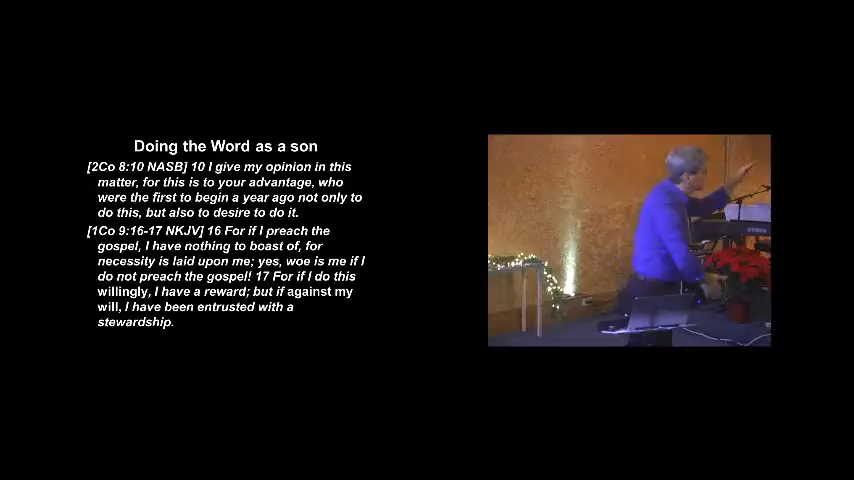 Doing the Word as a son
[2Co 8:10 NASB] 10 I give my opinion in this
matter, for this is to your advantage, who
were the first to begin a year ago not only to
do this, but also to desire to do it.
[1Co 9:16-17 NKJV] 16 For if I preach the
gospel, I have nothing to boast of, for
necessity is laid upon me; yes, woe is me if I
do not preach the gospel! 17 For if I do this
willingly, I have a reward; but if against my
will, I have been entrusted with a
stewardship.